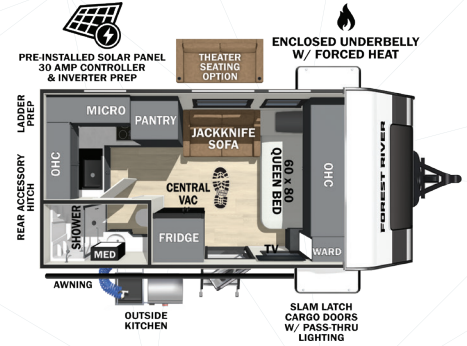 PRE-INSTALLED SOLAR PANEL
30 AMP CONTROLLER
& INVERTER PREP
THEATER
SEATING
OPTION
ENCLOSED UNDERBELLY
W/ FORCED HEAT
LADDER
PREP
MICRO
PANTRY
JACKKNIFE
SOFA
OHC
60 x 80
QUEEN BED
OHC
FOREST RIVER
REAR ACCESSORY
HITCH
CENTRAL
VAC
SHOWER
MED
FRIDGE
TV
WARD
AWNING
OUTSIDE
KITCHEN
SLAM LATCH
CARGO DOORS
W/ PASS-THRU
LIGHTING